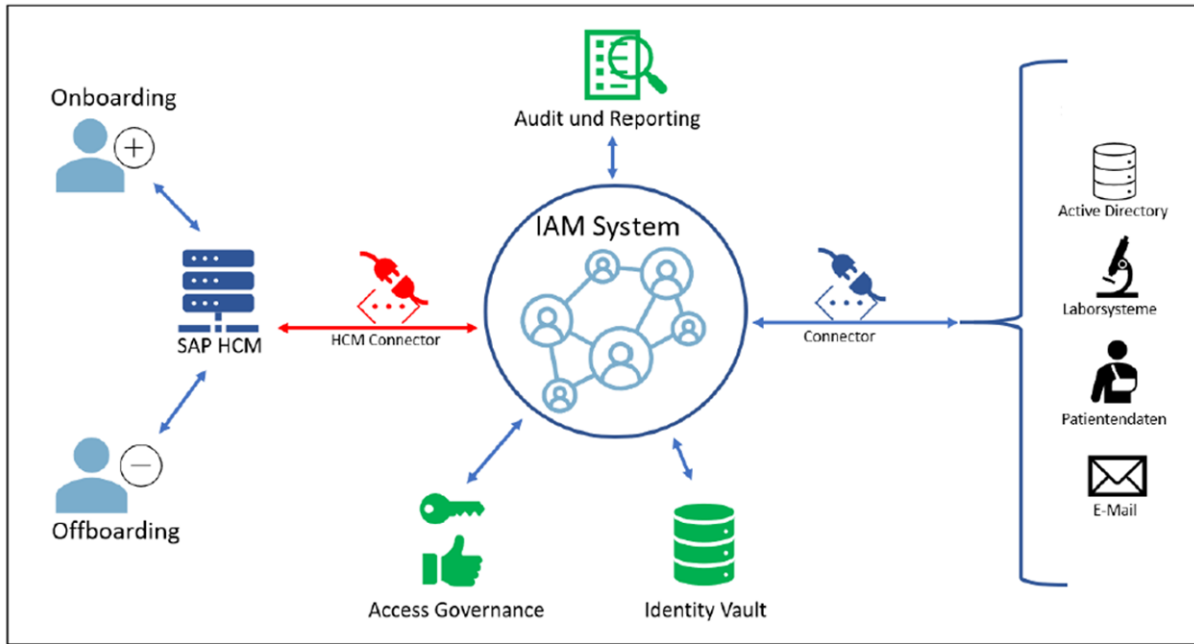 Onboarding
Audit und Reporting
IAM System
Active Directory
Laborsysteme
SAP HCM
HCM Connector
Connector
Patientendaten
E-Mail
Offboarding
Access Governance
Identity Vault